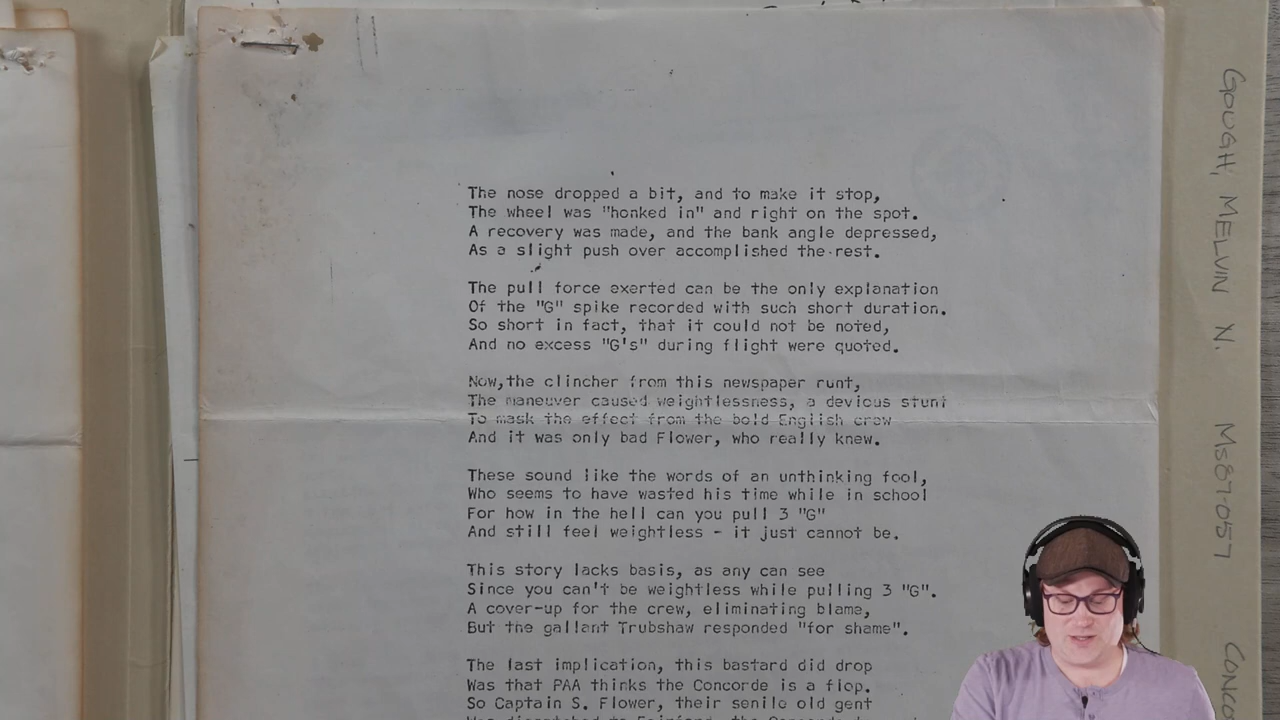 The nose dropped a bit, and to make it stop,
The wheel was "honked in" and right on the spot.
A recovery was made, and the bank angle depressed,
As a slight push over accomplished the rest.
The pull force exerted can be the only explanation
Of the "G" spike recorded with such short duration.
So short in fact, that it could not be noted,
And no excess "G's" during flight were quoted.
Now,the clincher from this newspaper runt,
The maneuver caused weightlessness, a devious stunt
To mask the effect from the bold English crew
And it was only bad Flower, who really knew.
These sound like the words of an unthinking fool,
Who seems to have wasted his time while in school
For how in the hell can you pull 3 "G"
And still feel weightless - it just cannot be.
This story lacks basis, as any can see
Since you can't be weightless while pulling 3 "G".
A cover-up for the crew, eliminating blame,
But the gallant Trubshaw responded "for shame".
The last implication, this bastard did drop
Was that PAA thinks the Concorde is a flop.
So Captain S. Flower, their senile old gent
GOUGH, MELVIN N. Ms87-057 CONCO